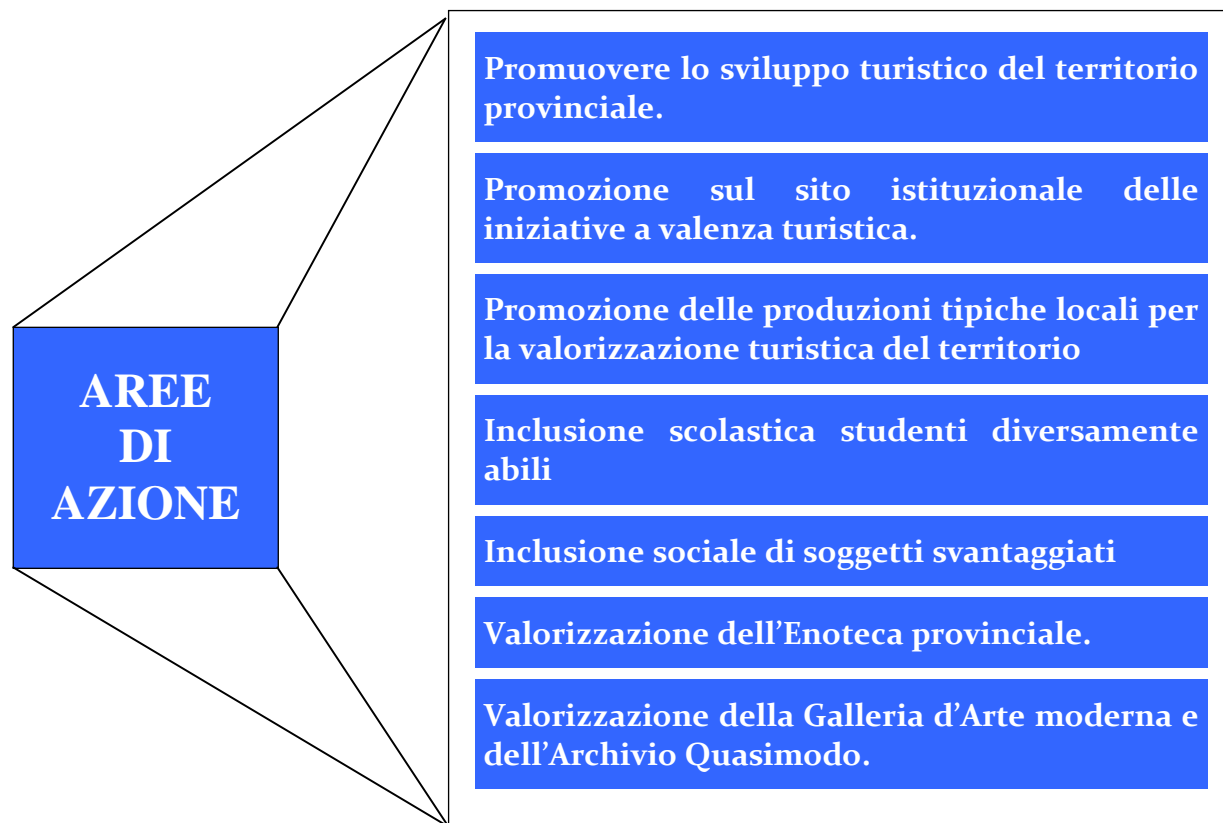 AREE
DI
AZIONE
Promuovere lo sviluppo turistico del territorio
provinciale.
Promozione sul sito istituzionale delle
iniziative a valenza turistica.
Promozione delle produzioni tipiche locali per
la valorizzazione turistica del territorio
Inclusione scolastica studenti diversamente
abili
Inclusione sociale di soggetti svantaggiati
Valorizzazione dell’Enoteca provinciale.
Valorizzazione della Galleria d’Arte moderna e
dell’Archivio Quasimodo.